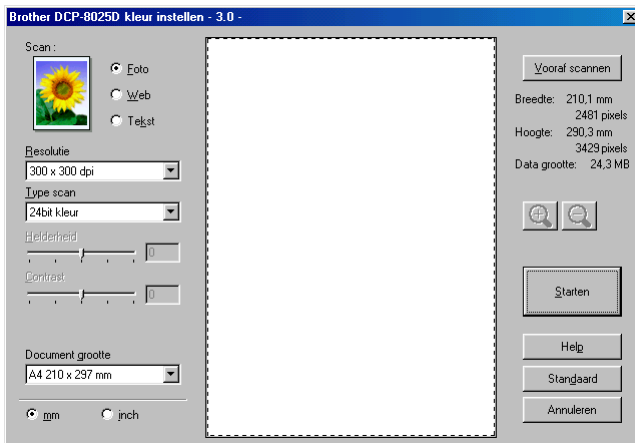 Brother DCP-8025D kleur instellen - 3.0 -
Scan :
Foto
Web
Tekst
Resolutie
300 x 300 dpi
Type scan
24bit kleur
Helderheid
0
Contrast
0
Document grootte
A4 210 x 297 mm
mm
inch
Vooraf scannen
Breedte: 210,1 mm
2481 pixels
Hoogte: 290,3 mm
3429 pixels
Data grootte: 24,3 MB
Starten
Help
Standaard
Annuleren